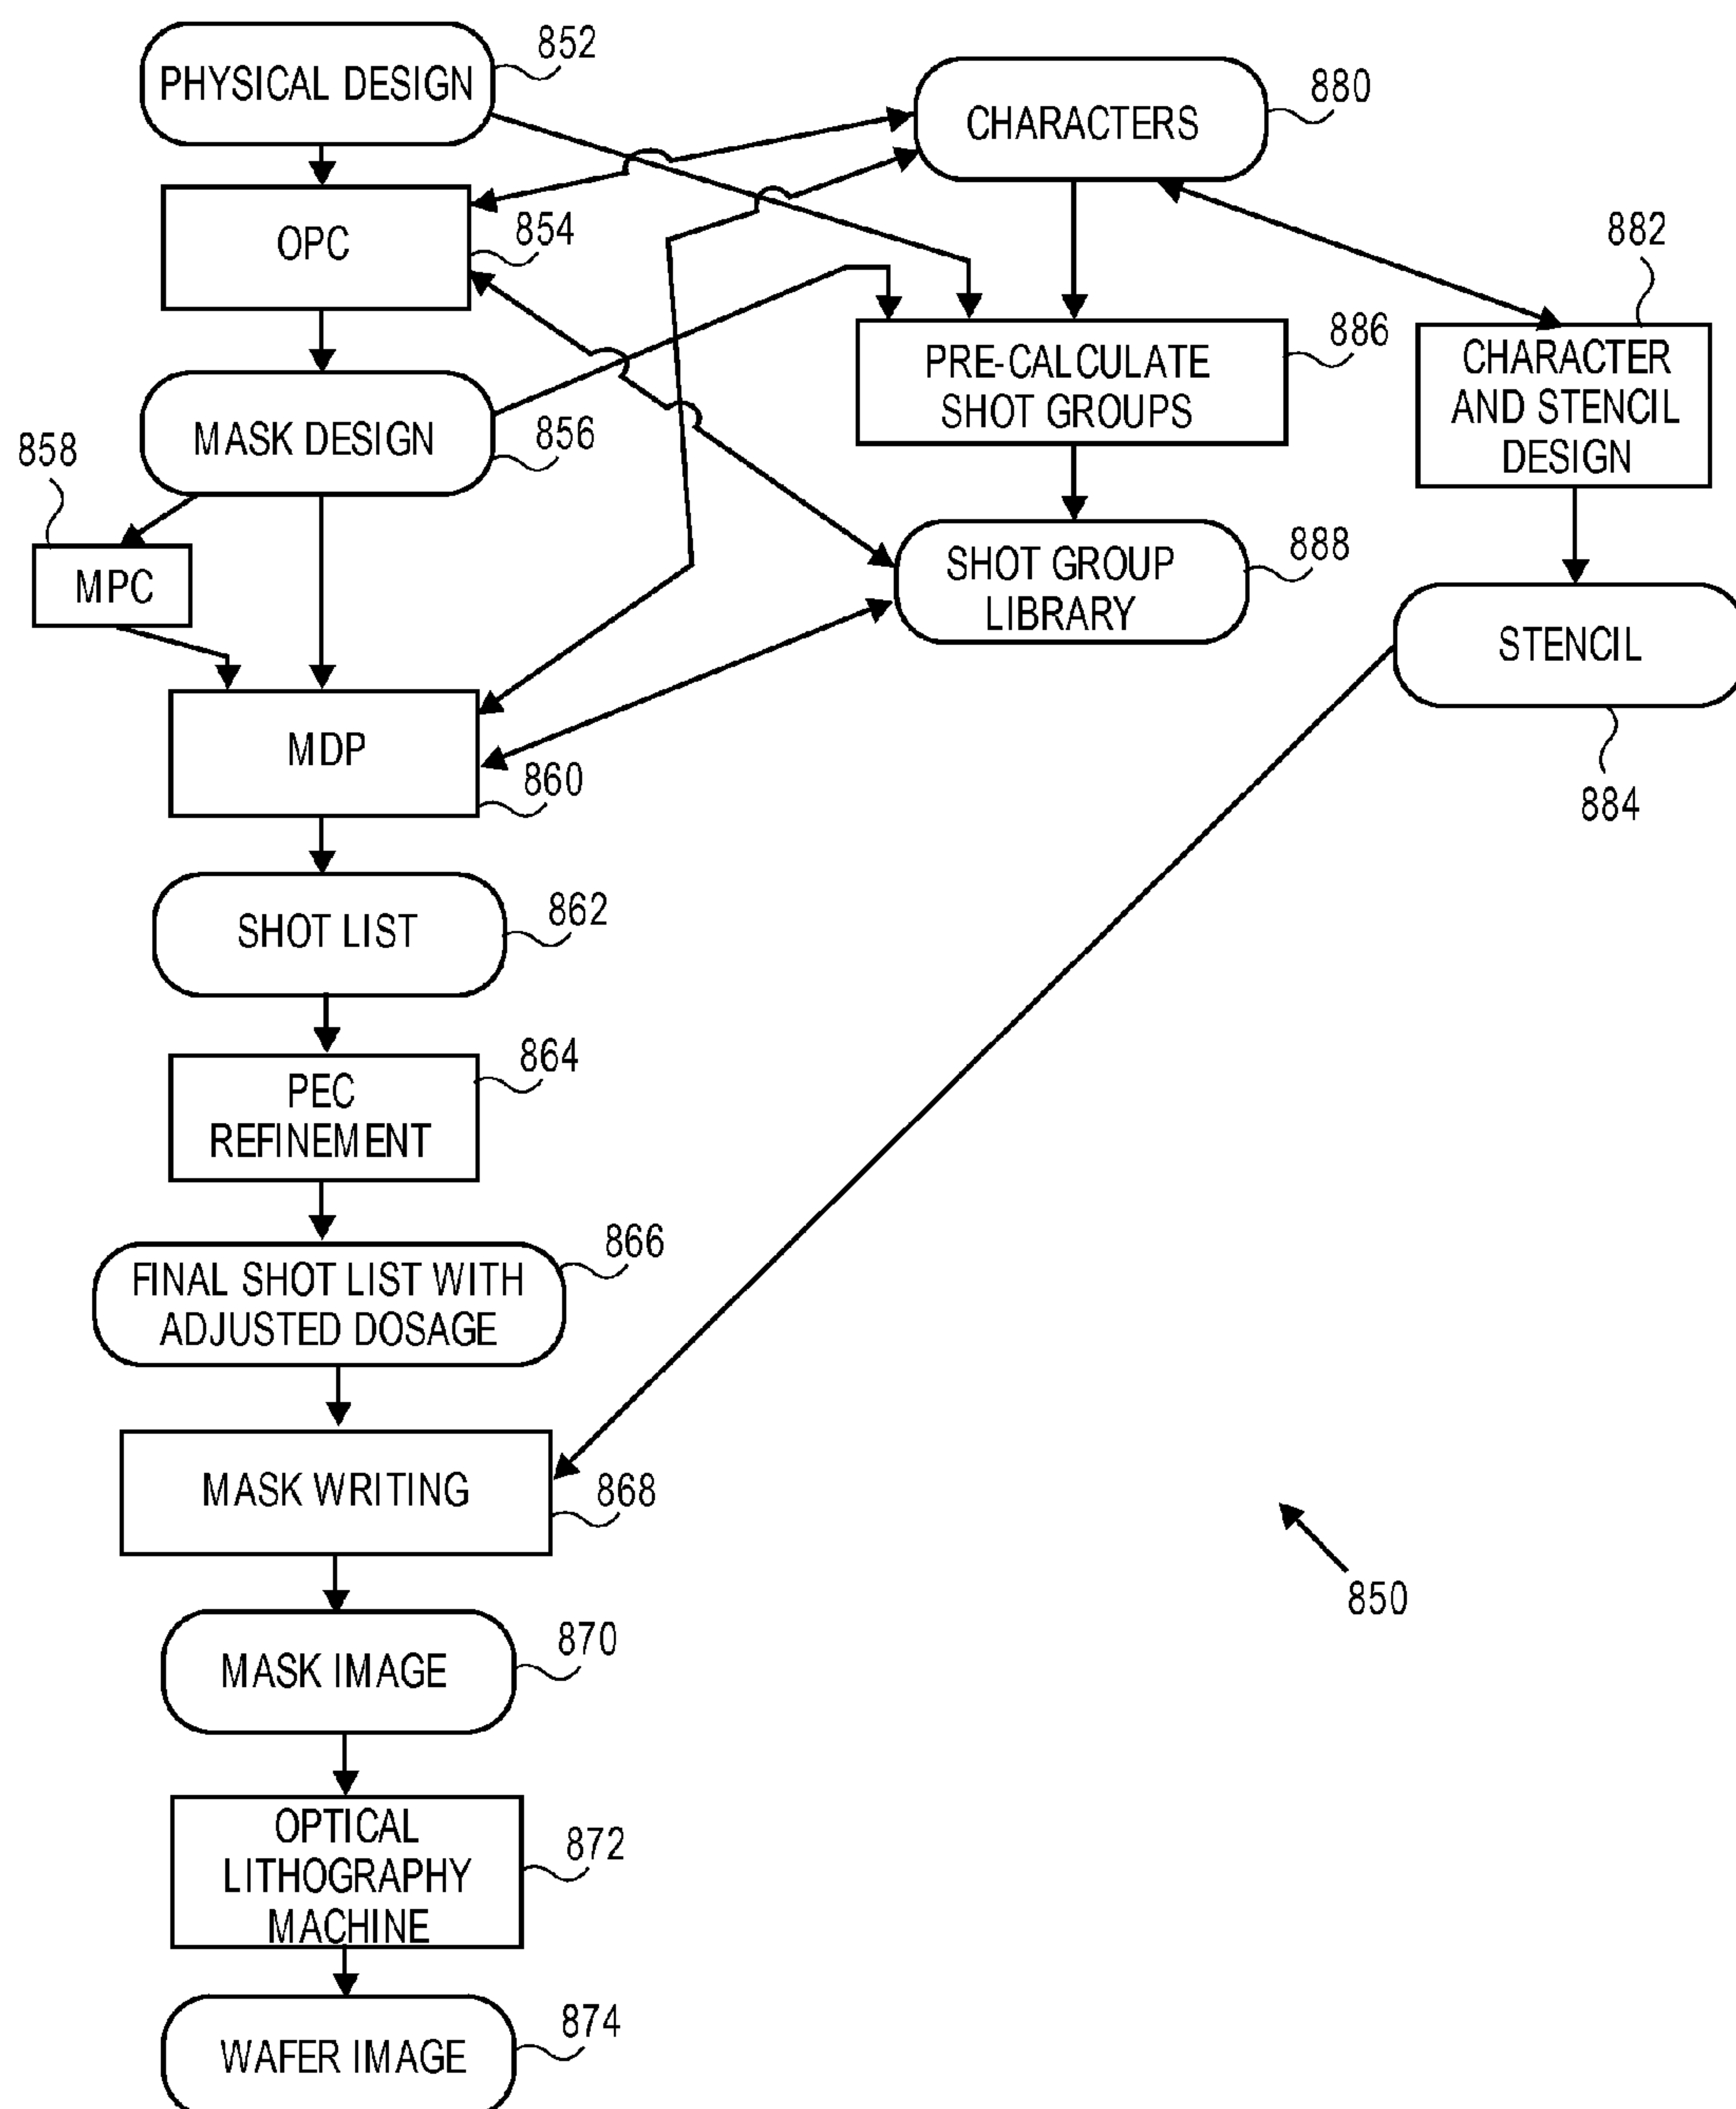 852
PHYSICAL DESIGN
880
CHARACTERS
854
OPC
882
886
PRE-CALCULATE
SHOT GROUPS
CHARACTER
AND STENCIL
DESIGN
856
MASK DESIGN
858
MPC
888
SHOT GROUP
LIBRARY
STENCIL
884
MDP
860
862
SHOT LIST
864
PEC
REFINEMENT
866
FINAL SHOT LIST WITH
ADJUSTED DOSAGE
MASK WRITING
868
850
870
MASK IMAGE
872
OPTICAL
LITHOGRAPHY
MACHINE
874
WAFER IMAGE